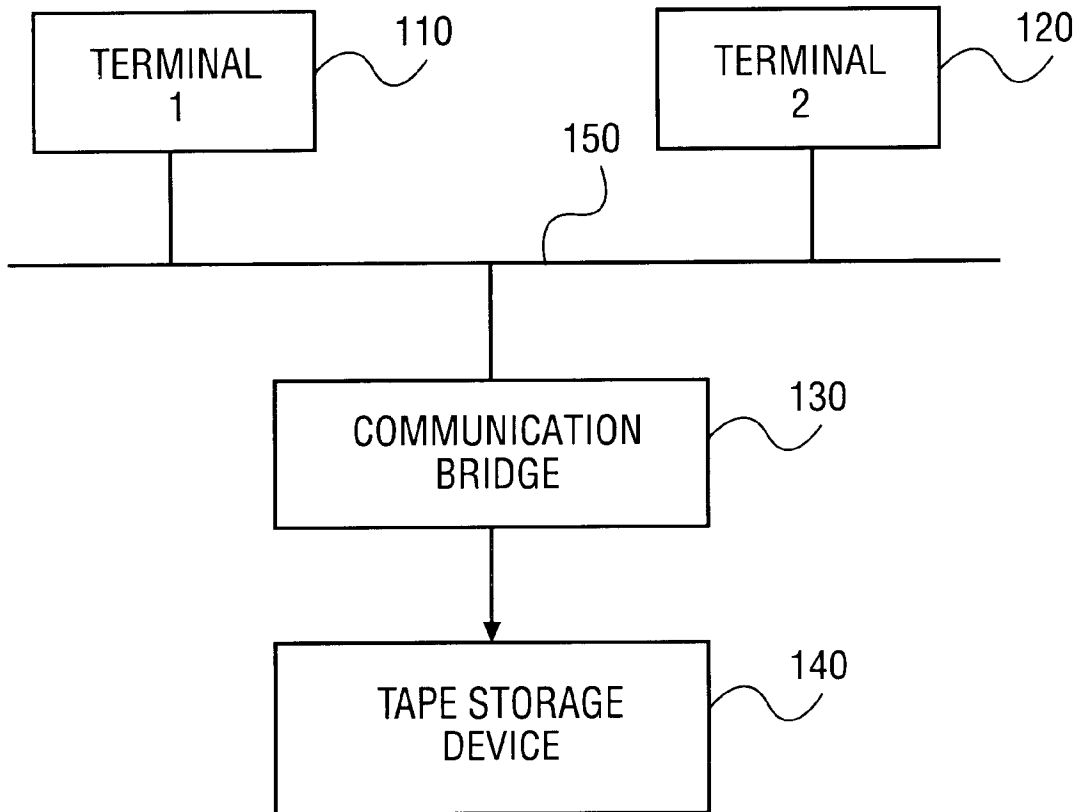 TERMINAL
1
110
TERMINAL
2
120
150
COMMUNICATION
BRIDGE
130
TAPE STORAGE
DEVICE
140